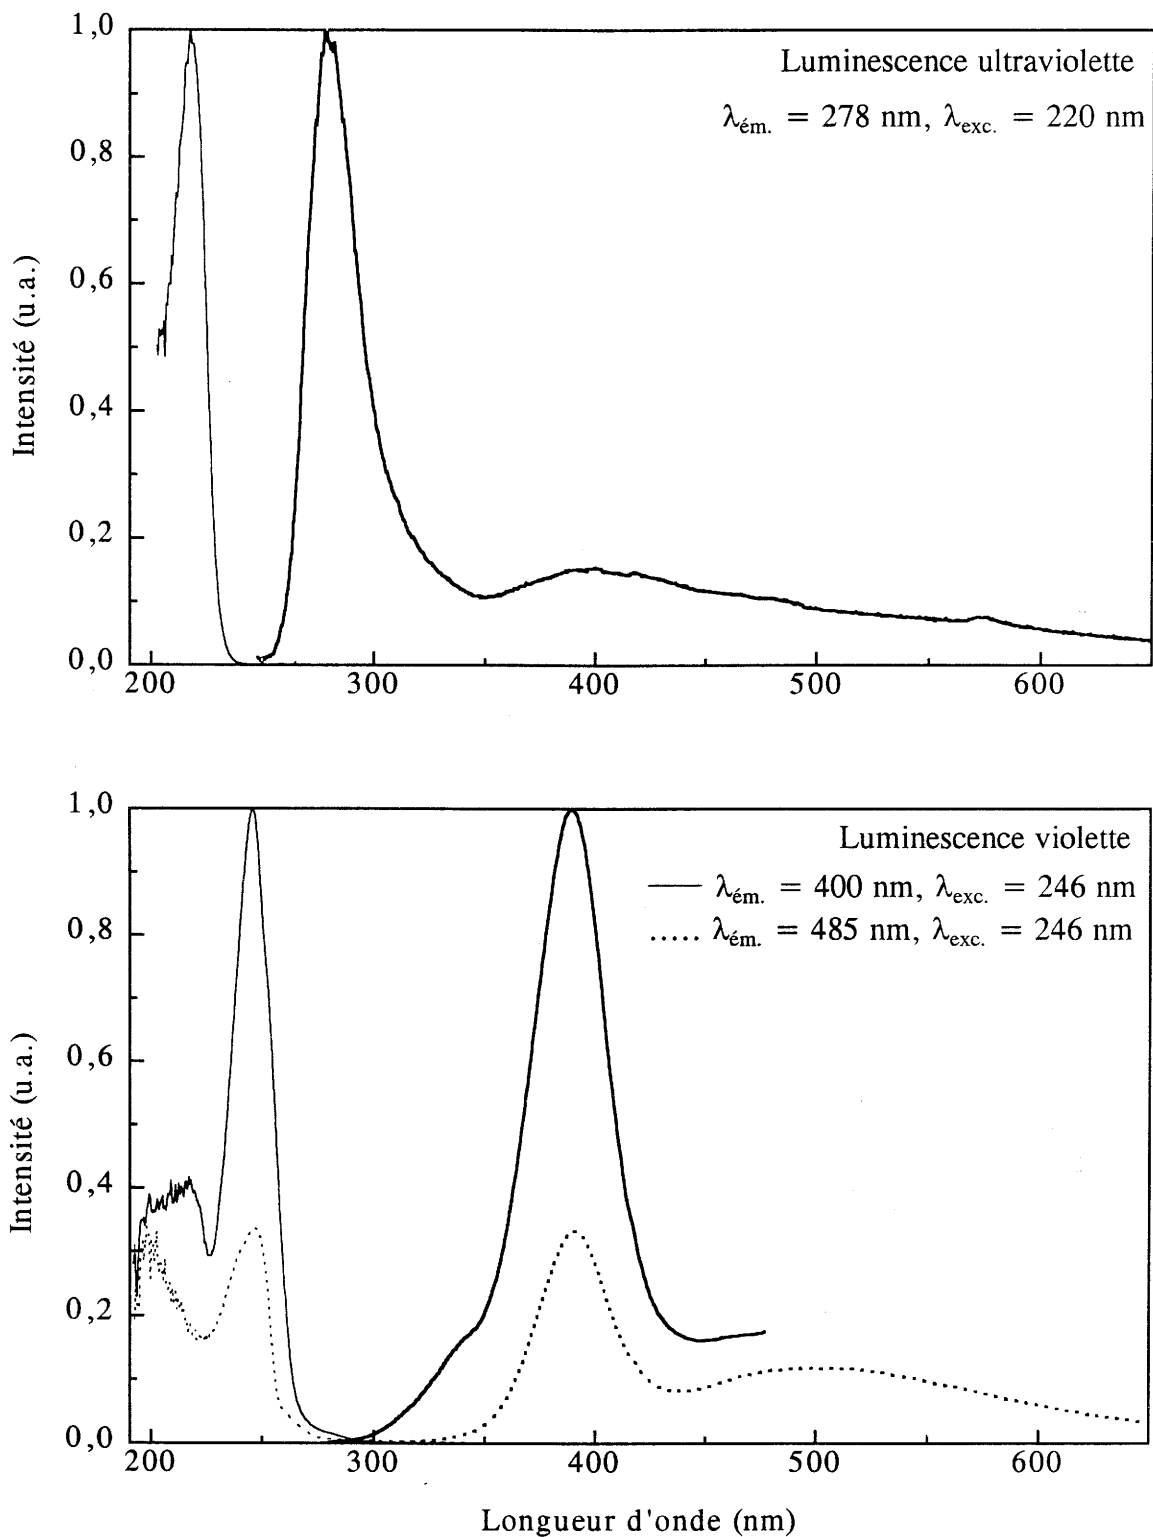 1,0
Luminescence ultraviolette
λém. = 278 nm, λexc. = 220 nm
0,8
0,6
0,4
0,2
0,0
Intensité (u.a.)
200 300 400 500 600
1,0
Luminescence violette
λém. = 400 nm, λexc. = 246 nm
λém. = 485 nm, λexc. = 246 nm
0,8
0,6
0,4
0,2
0,0
Intensité (u.a.)
200 300 400 500 600
Longueur d'onde (nm)